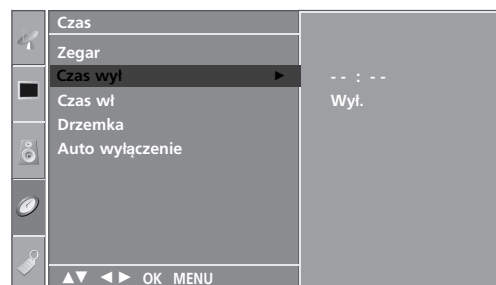 Czas
Zegar
Czas wył ►
- - : - -
Czas wł
Wył.
Drzemka
Auto wyłączenie
▲▼ ◄► OK MENU